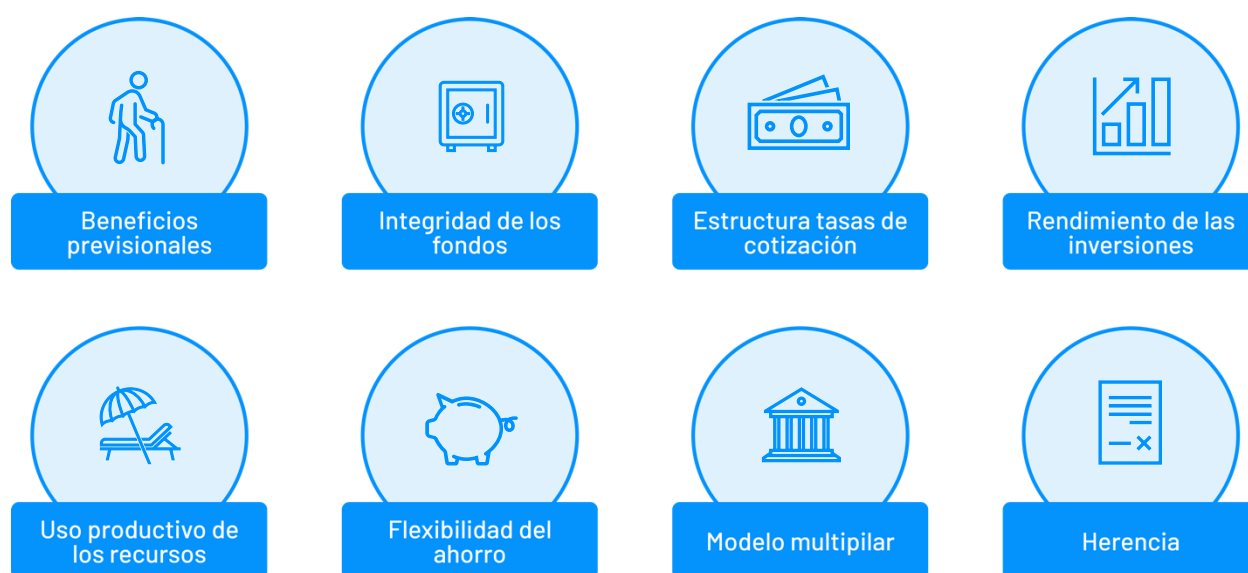 Beneficios
previsionales
Integridad de los
fondos
Estructura tasas de
cotización
Rendimiento de las
inversiones
Uso productivo de
los recursos
Flexibilidad del
ahorro
Modelo multipilar
Herencia